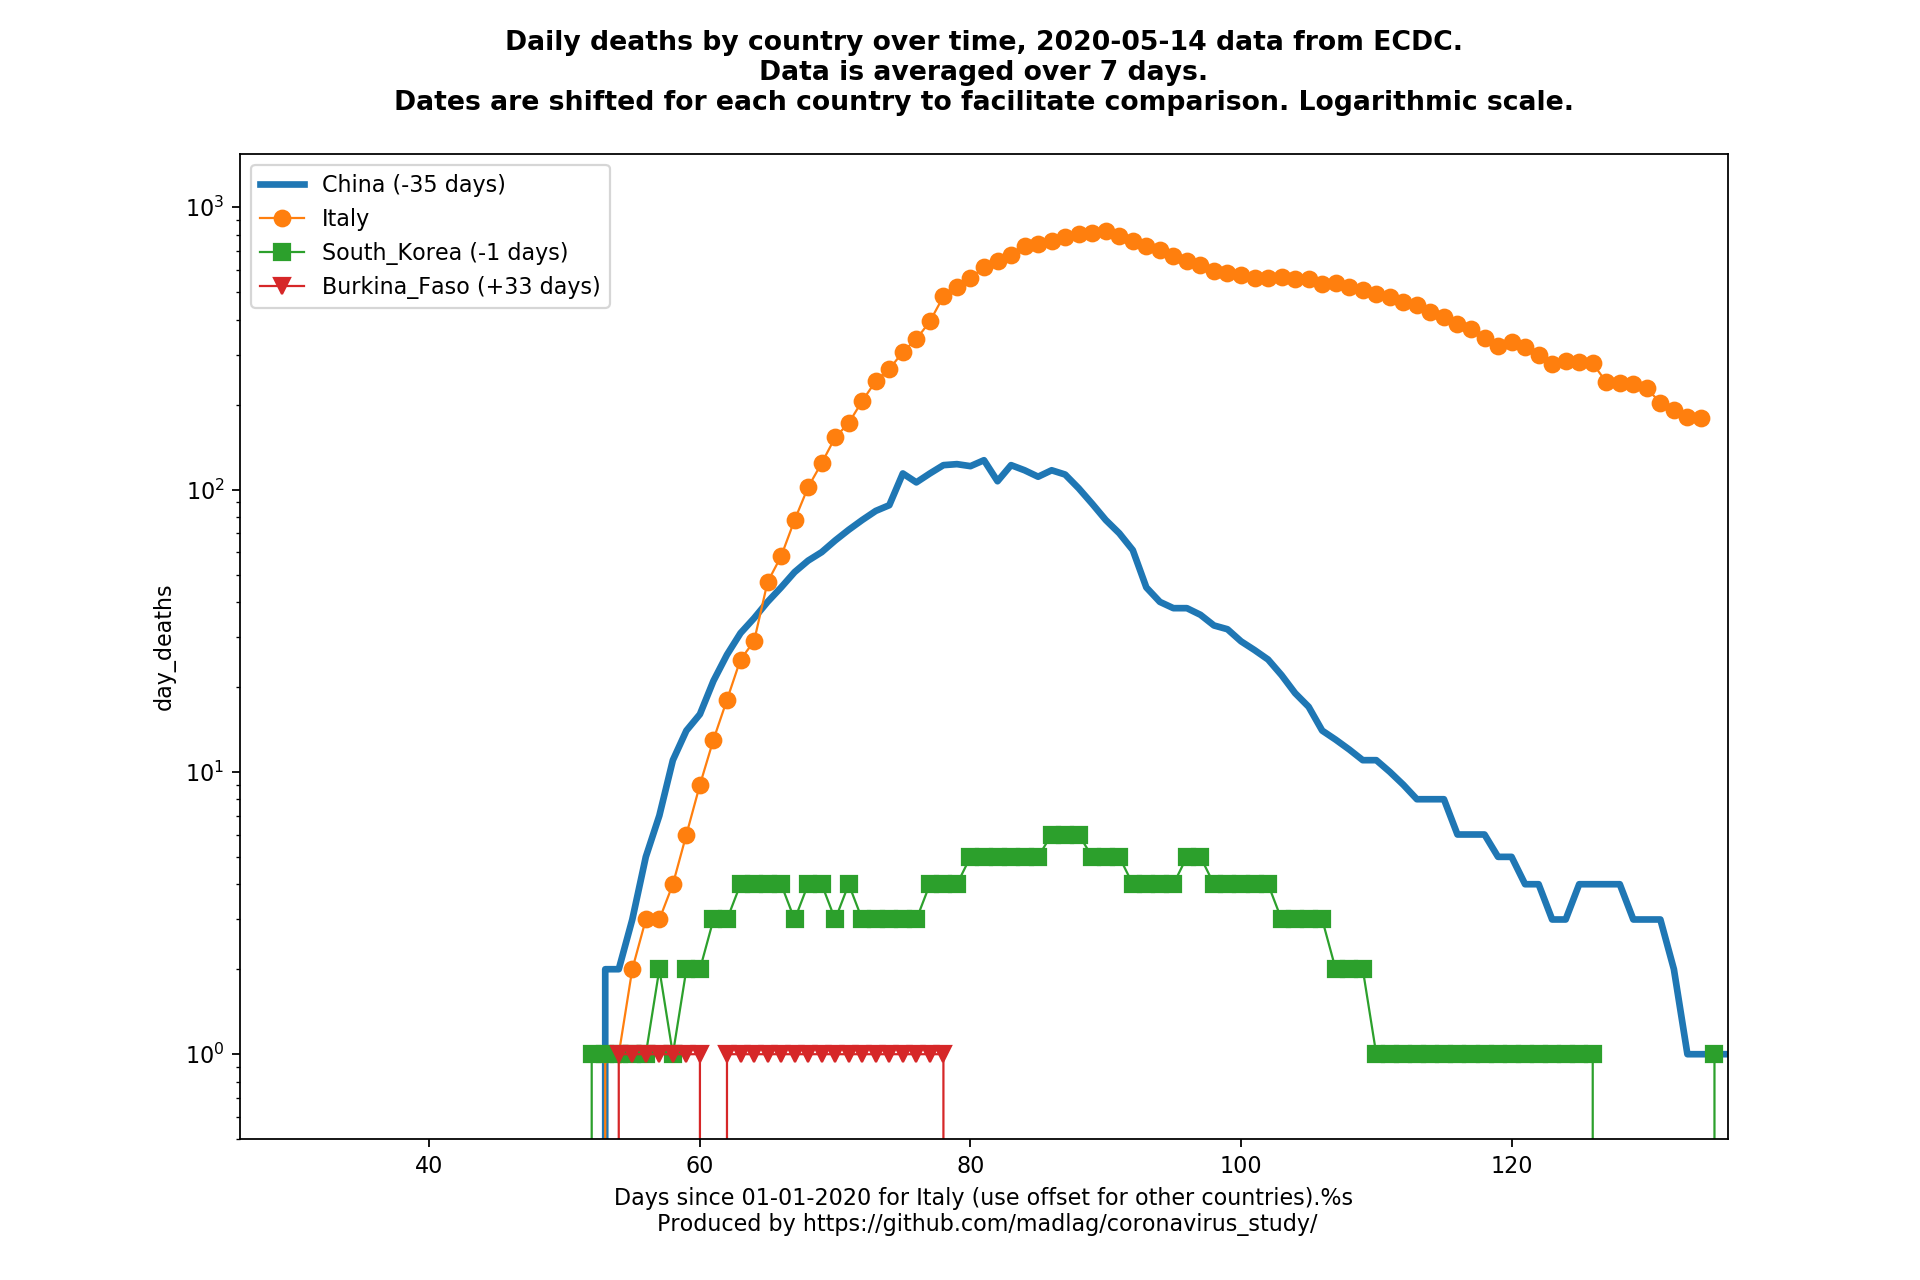 Daily deaths by country over time, 2020-05-14 data from ECDC.
Data is averaged over 7 days.
Dates are shifted for each country to facilitate comparison. Logarithmic scale.
China (-35 days)
Italy
South_Korea (-1 days)
Burkina_Faso (+33 days)
10³
10²
10¹
10⁰
day_deaths
40 60 80 100 120
Days since 01-01-2020 for Italy (use offset for other countries).%s
Produced by https://github.com/madlag/coronavirus_study/